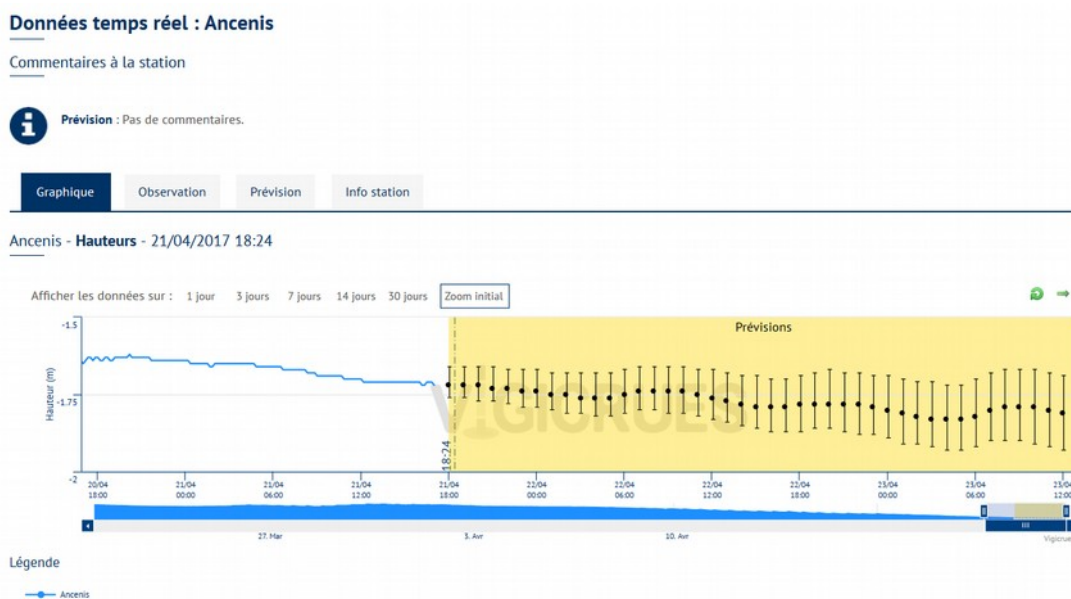 Données temps réel : Ancenis
Commentaires à la station
Prévision : Pas de commentaires.
Graphique Observation Prévision Info station
Ancenis - Hauteurs - 21/04/2017 18:24
Afficher les données sur : 1 jour 3 jours 7 jours 14 jours 30 jours Zoom initial
Prévisions
-1.5
-1.75
-2
Hauteur (m)
VIGICRUES
18:24
20/04 21/04 21/04 21/04 21/04 22/04 22/04 22/04 22/04 23/04 23/04 23/04
18:00 00:00 06:00 12:00 18:00 00:00 06:00 12:00 18:00 00:00 06:00 12:00
27. Mar 3. Avr 10. Avr
Vigicrue
Légende
Ancenis